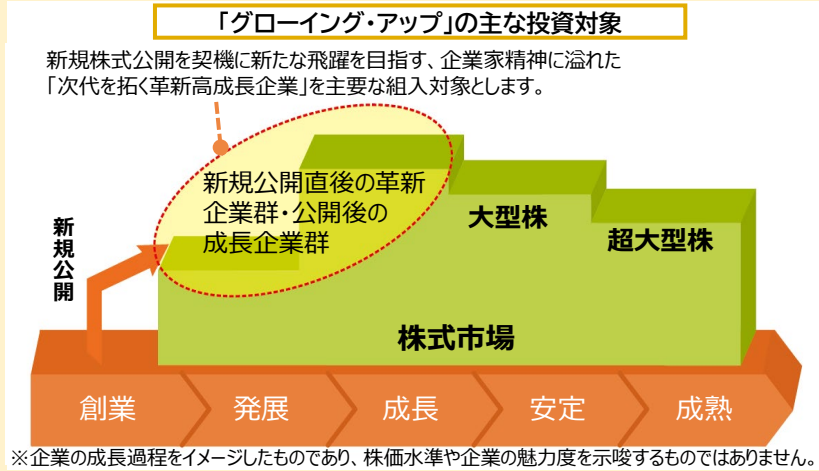 「グローイング・アップ」の主な投資対象
新規株式公開を契機に新たな飛躍を目指す、企業家精神に溢れた
「次代を拓く革新高成長企業」を主要な組入対象とします。
新規公開直後の革新
企業群・公開後の
成長企業群
大型株
超大型株
新規公開
株式市場
創業
発展
成長
安定
成熟
※企業の成長過程をイメージしたものであり、株価水準や企業の魅力度を示唆するものではありません。